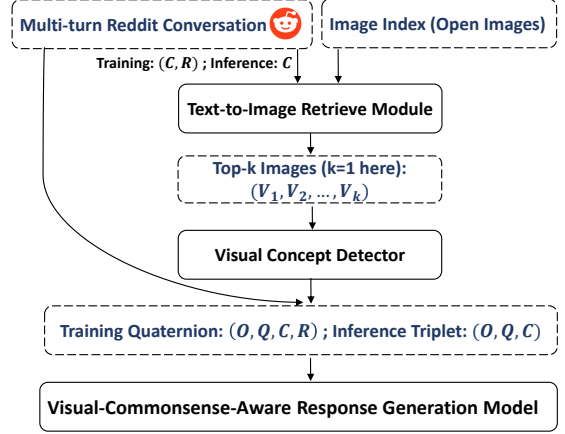 Multi-turn Reddit Conversation
Image Index (Open Images)
Training: (C, R) ; Inference: C
Text-to-Image Retrieve Module
Top-k Images (k=1 here):
(V₁, V₂, ..., Vₖ)
Visual Concept Detector
Training Quaternion: (O, Q, C, R) ; Inference Triplet: (O, Q, C)
Visual-Commonsense-Aware Response Generation Model